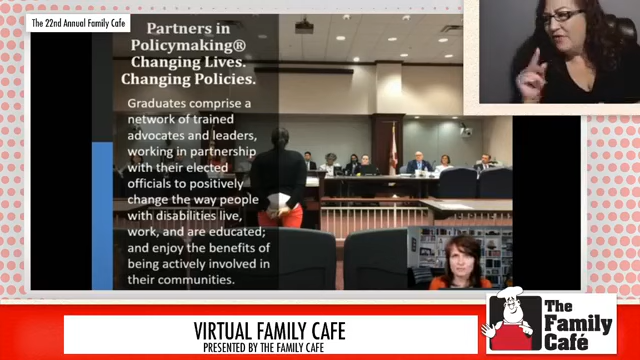 The 22nd Annual Family Cafe
Partners in
Policymaking®
Changing Lives.
Changing Policies.
Graduates comprise a
network of trained
advocates and leaders,
working in partnership
with their elected
officials to positively
change the way people
with disabilities live,
work, and are educated;
and enjoy the benefits of
being actively involved in
their communities.
VIRTUAL FAMILY CAFE
PRESENTED BY THE FAMILY CAFE
The
Family
Café